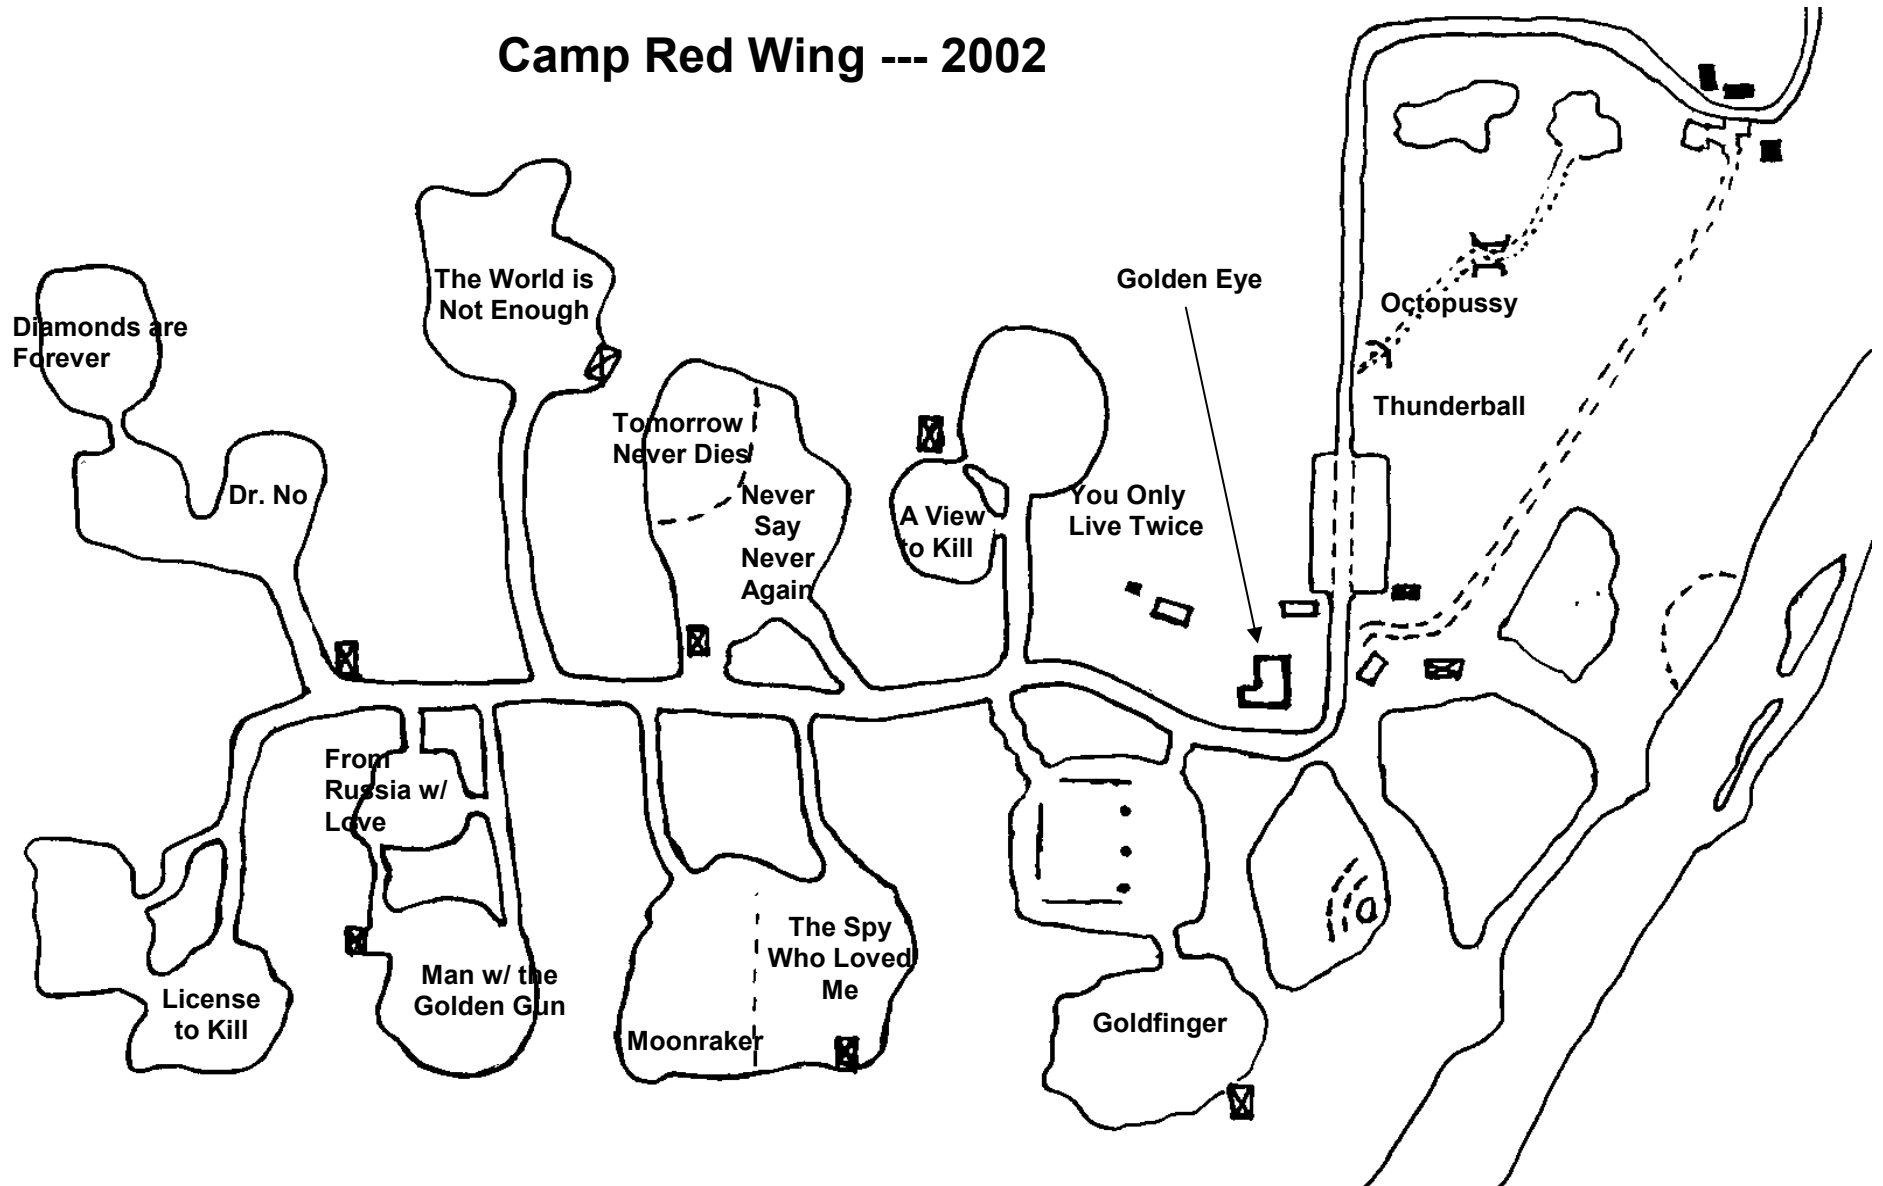 Camp Red Wing --- 2002
The World is
Not Enough
Golden Eye
Octopussy
Diamonds are
Forever
Thunderball
Tomorrow
Never Dies
Dr. No
Never
Say
Never
Again
A View
to Kill
You Only
Live Twice
From
Russia w/
Love
License
to Kill
Man w/ the
Golden Gun
Moonraker
The Spy
Who Loved
Me
Goldfinger